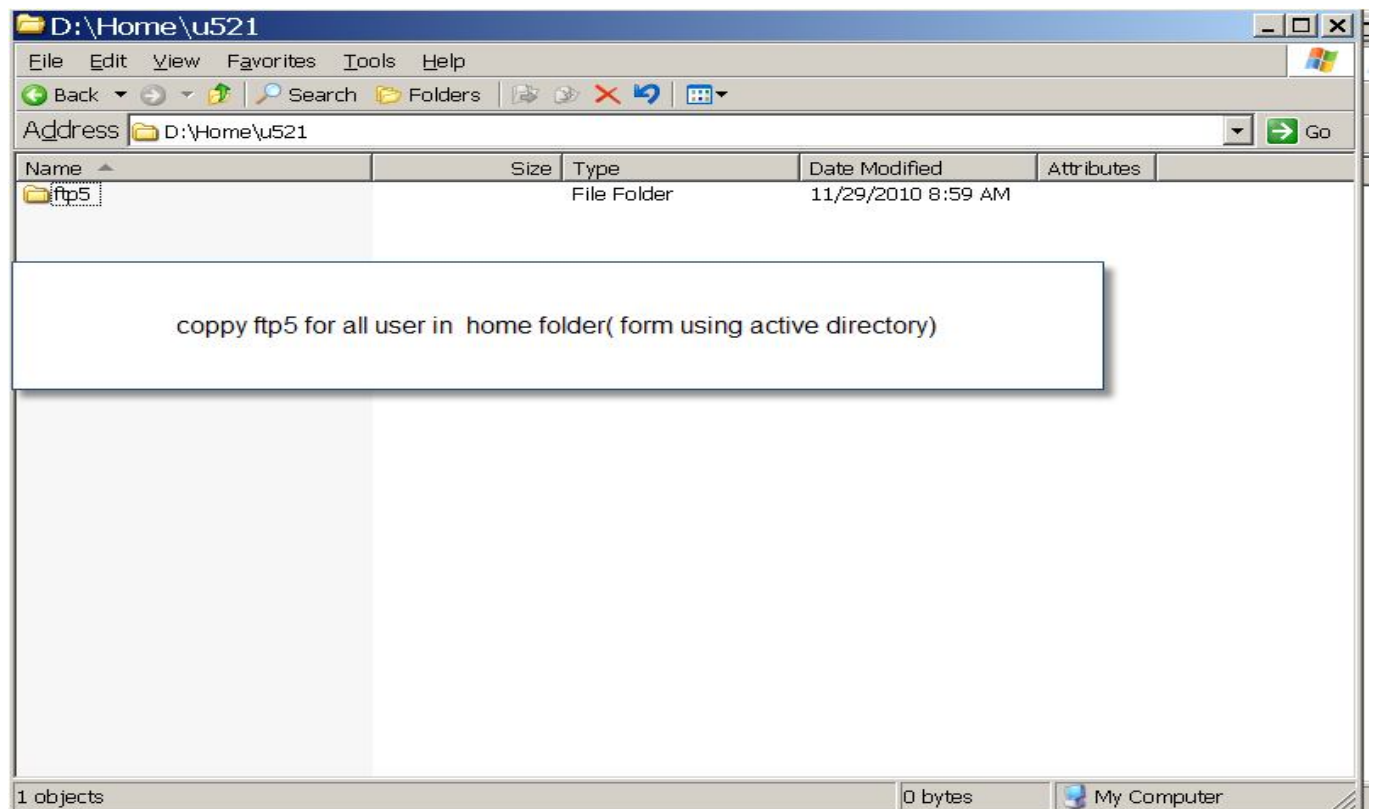 D:\Home\u521
File Edit View Favorites Tools Help
Back Search Folders
Address D:\Home\u521 Go
Name Size Type Date Modified Attributes
ftp5 File Folder 11/29/2010 8:59 AM
coppy ftp5 for all user in home folder( form using active directory)
1 objects 0 bytes My Computer